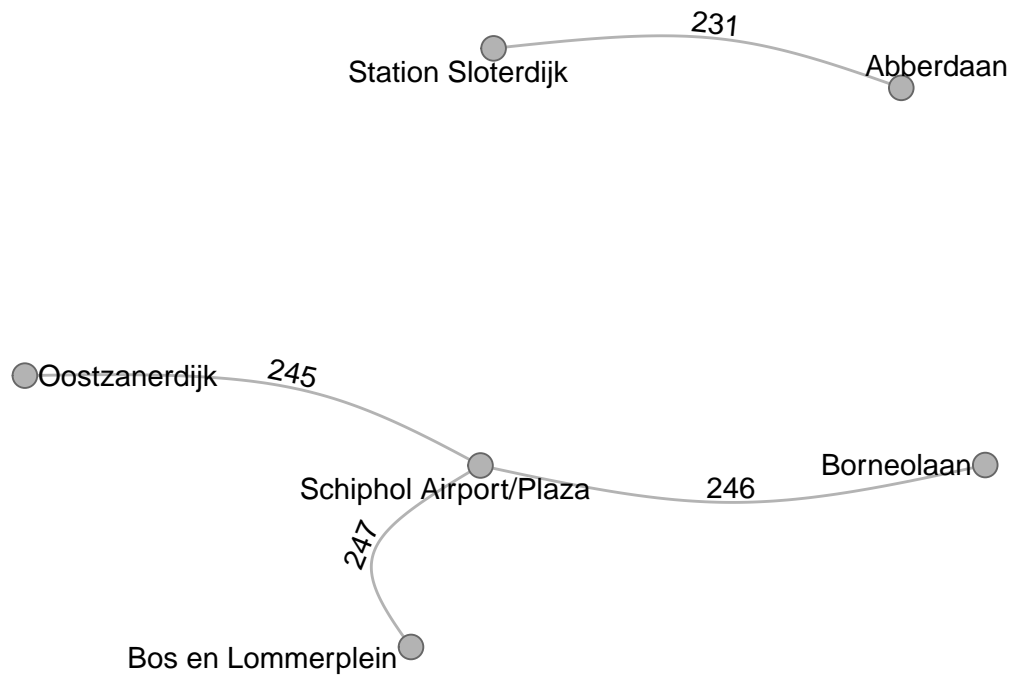 231
Station Sloterdijk
Abberdaan
245
Oostzanerdijk
Borneolaan
Schiphol Airport/Plaza
246
247
Bos en Lommerplein